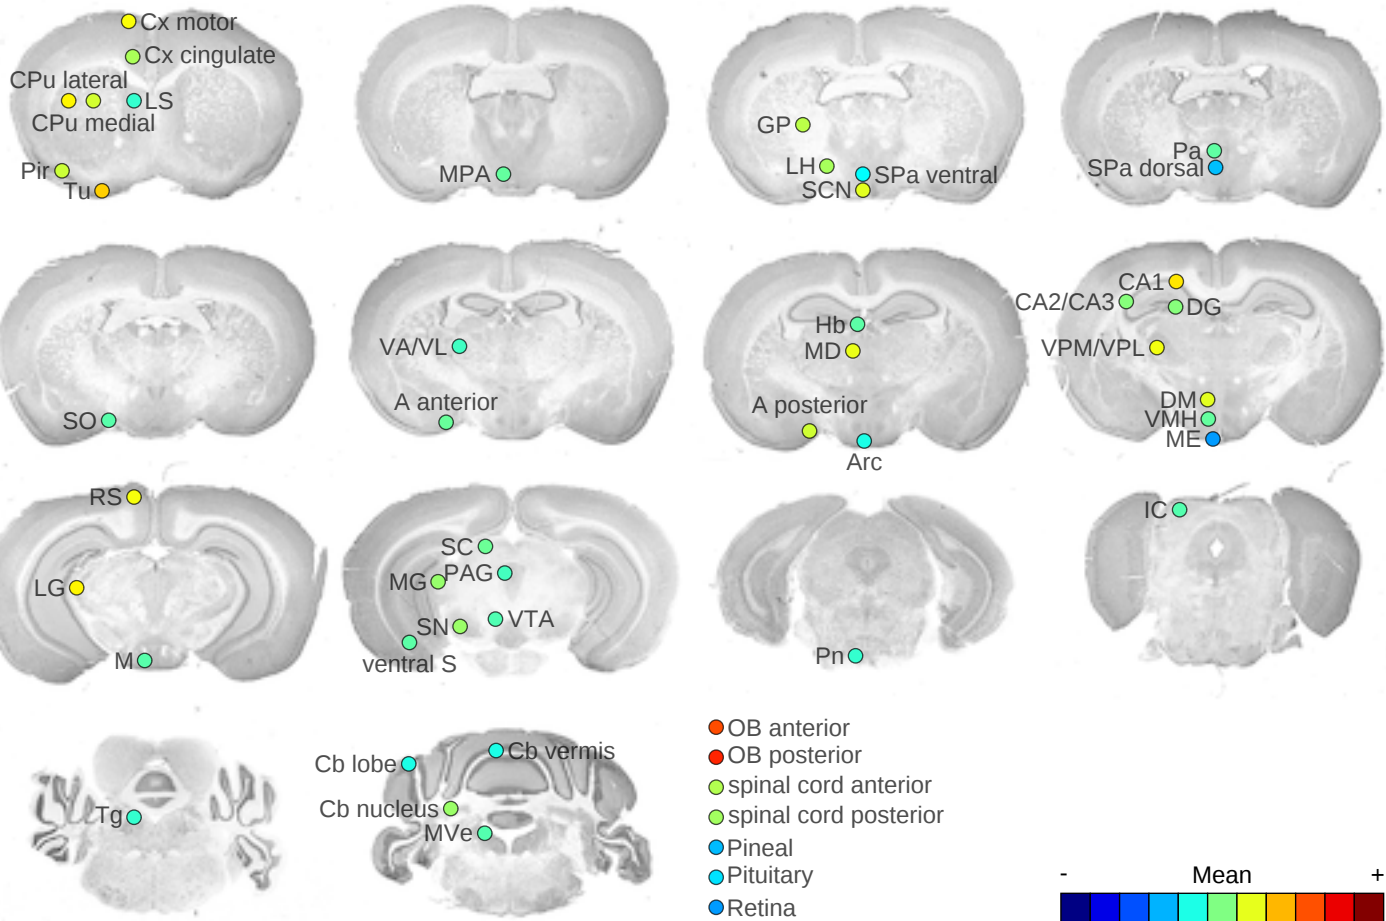 Cx motor
Cx cingulate
CPu lateral
LS
CPu medial
Pir
Tu
MPA
GP
LH
SPa ventral
SCN
Pa
SPa dorsal
SO
VA/VL
A anterior
Hb
MD
A posterior
Arc
CA1
CA2/CA3
DG
VPM/VPL
DM
VMH
ME
RS
LG
M
SC
MG
PAG
SN
VTA
ventral S
Pn
IC
Tg
Cb lobe
Cb vermis
Cb nucleus
MVe
OB anterior
OB posterior
spinal cord anterior
spinal cord posterior
Pineal
Pituitary
Retina
- Mean +